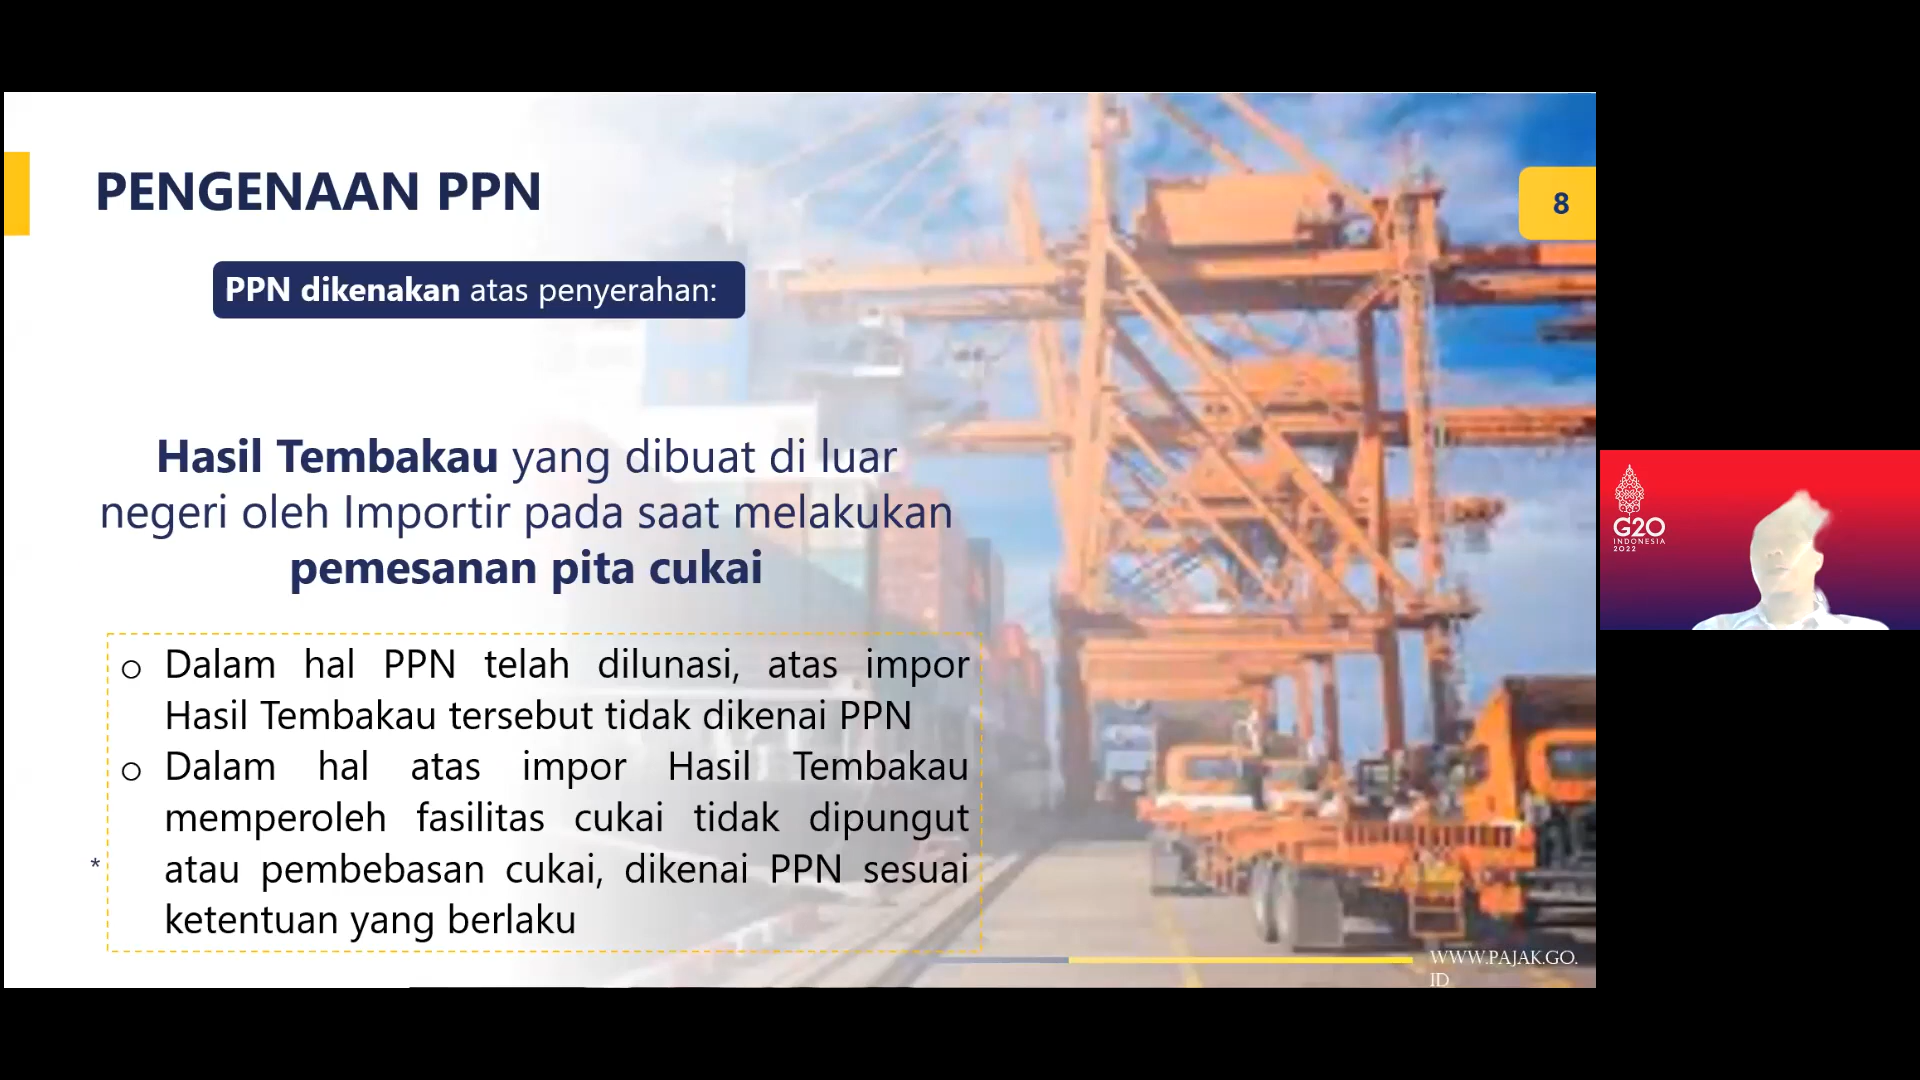 PENGENAAN PPN
8
PPN dikenakan atas penyerahan:
Hasil Tembakau yang dibuat di luar
negeri oleh Importir pada saat melakukan
pemesanan pita cukai
o Dalam hal PPN telah dilunasi, atas impor
Hasil Tembakau tersebut tidak dikenai PPN
o Dalam hal atas impor Hasil Tembakau
memperoleh fasilitas cukai tidak dipungut
atau pembebasan cukai, dikenai PPN sesuai
ketentuan yang berlaku
*
WWW.PAJAK.GO.
ID
G20
INDONESIA
2022